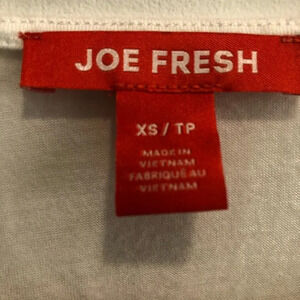 JOE FRESH
XS / TP
MADE IN
VIETNAM
FABRIQUÉ AU
VIETNAM